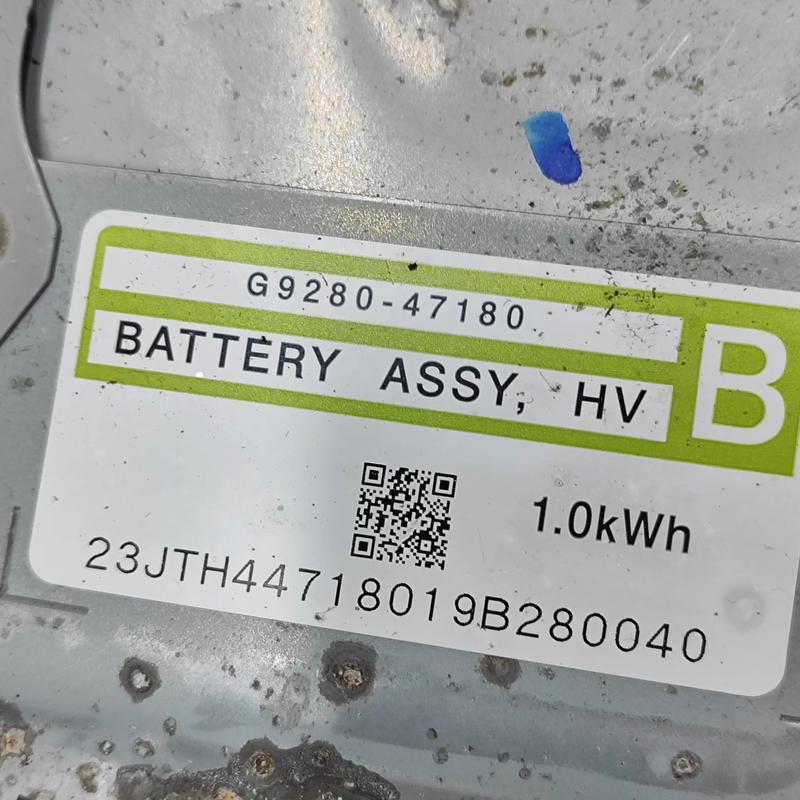 G9280-47180
B
BATTERY ASSY, HV
1.0kWh
23JTH44718019B280040